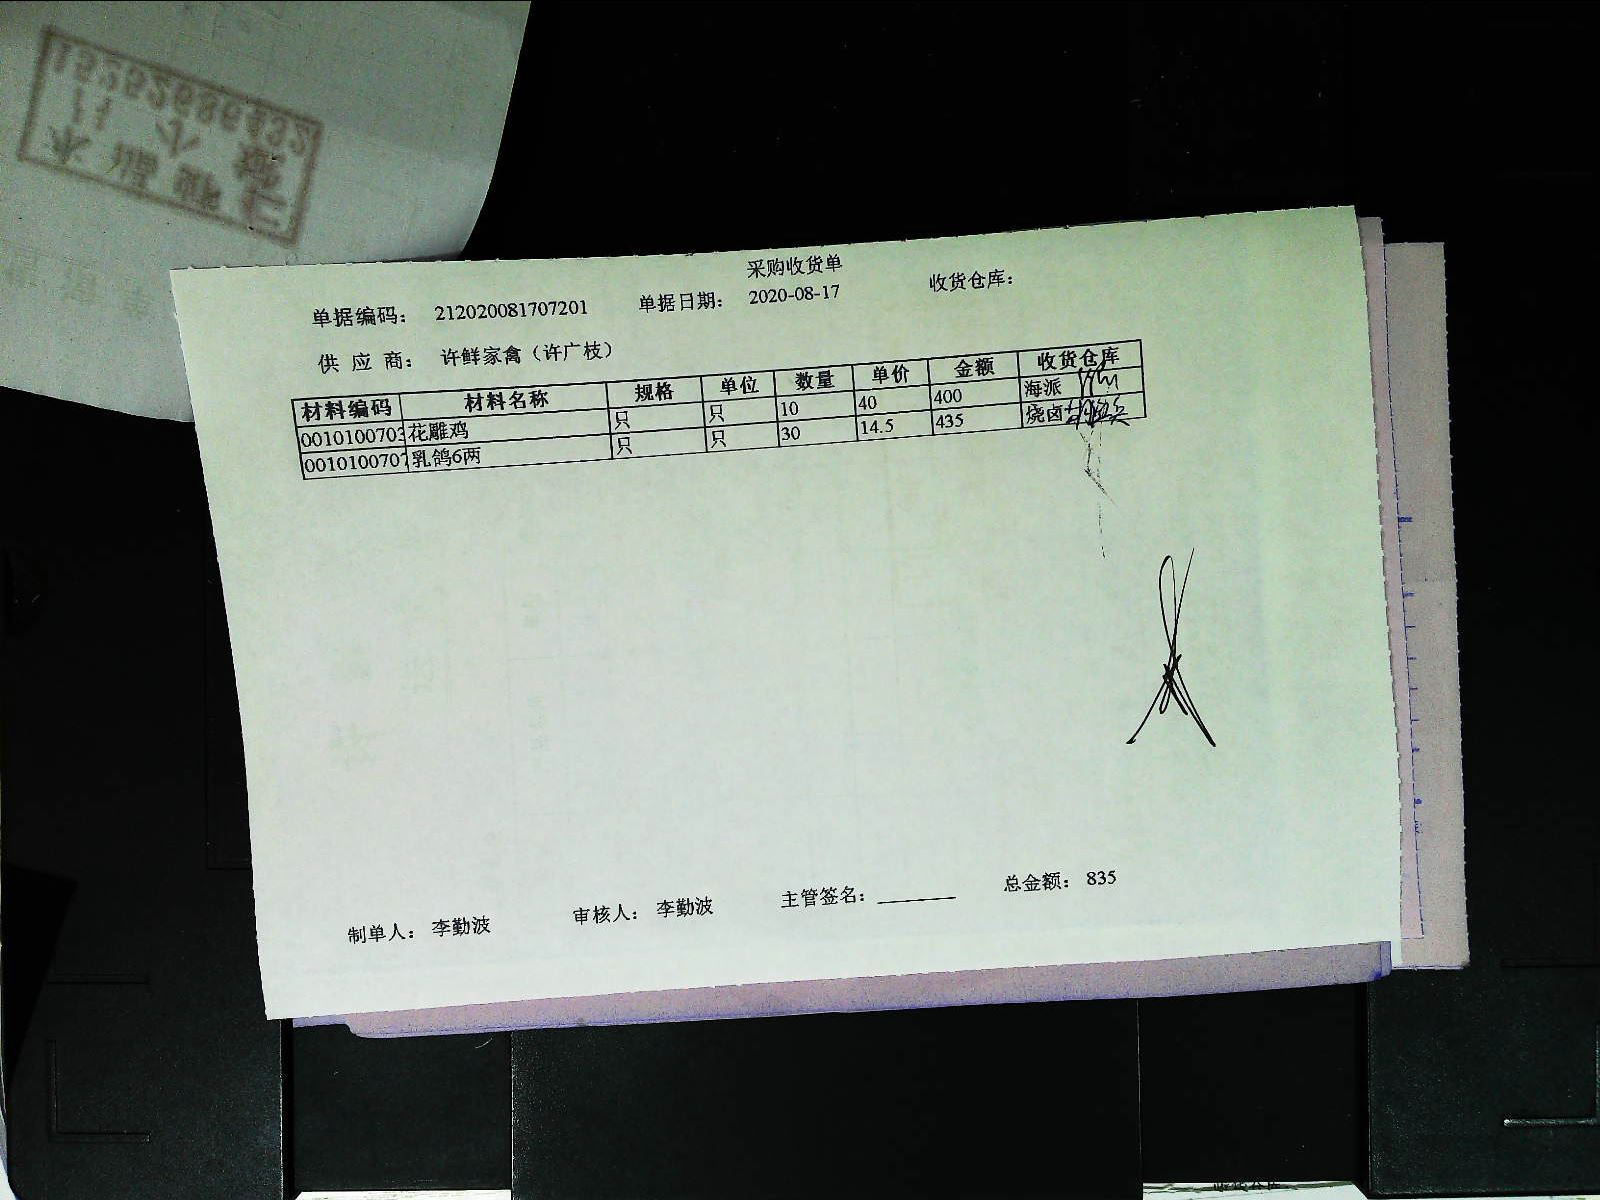 采购收货单
单据编码： 212020081707201 单据日期： 2020-08-17 收货仓库：
供 应 商： 许鲜家禽（许广枝）
材料编码 材料名称 规格 单位 数量 单价 金额 收货仓库
0010100703 花雕鸡 只 只 10 40 400 海派
0010100707 乳鸽6两 只 只 30 14.5 435 烧卤
制单人： 李勤波 审核人： 李勤波 主管签名： 总金额： 835